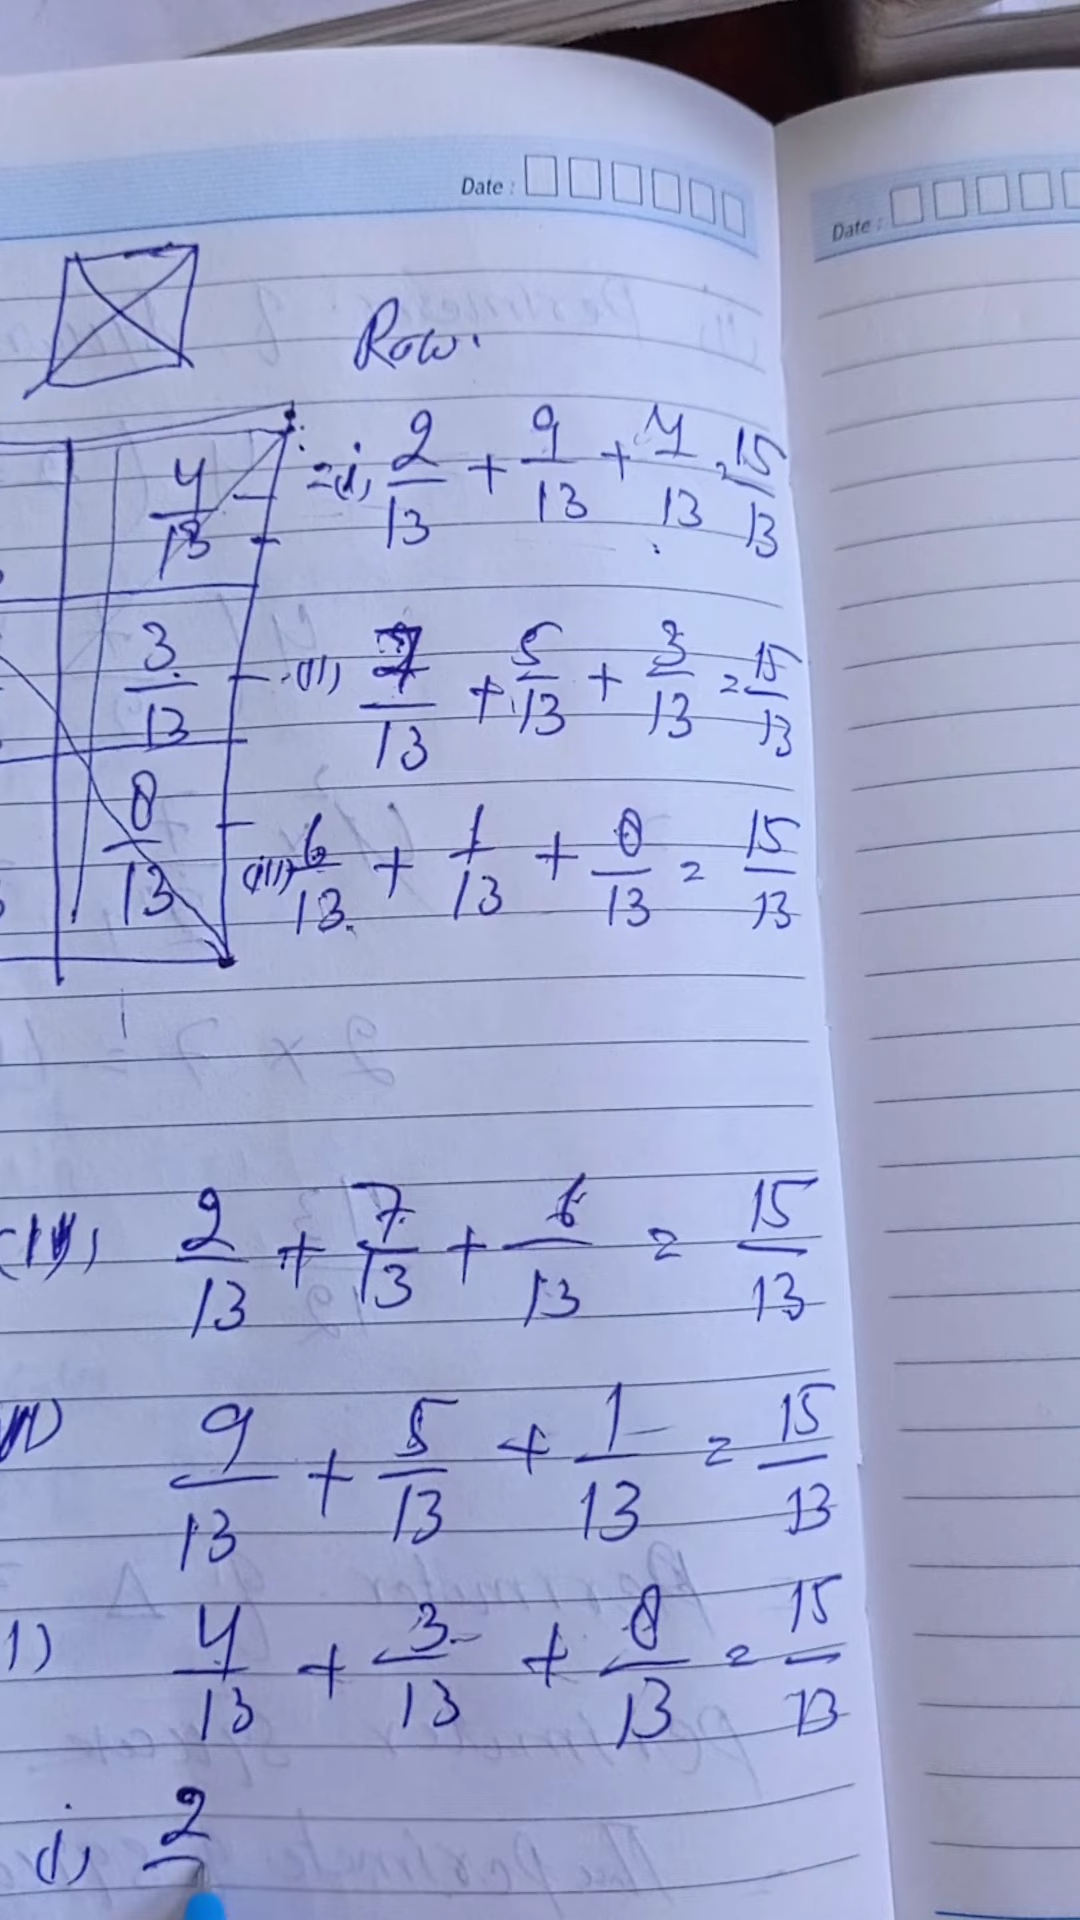 Date :
Date :
Row.
4/13 = (i) 2/13 + 9/13 + 4/13 = 15/13
3/13 (ii) 7/13 + 5/13 + 3/13 = 15/13
8/13 (iii) 6/13 + 1/13 + 8/13 = 15/13
2/13 + 7/13 + 6/13 = 15/13
9/13 + 5/13 + 1/13 = 15/13
4/13 + 3/13 + 8/13 = 15/13
(i) 2